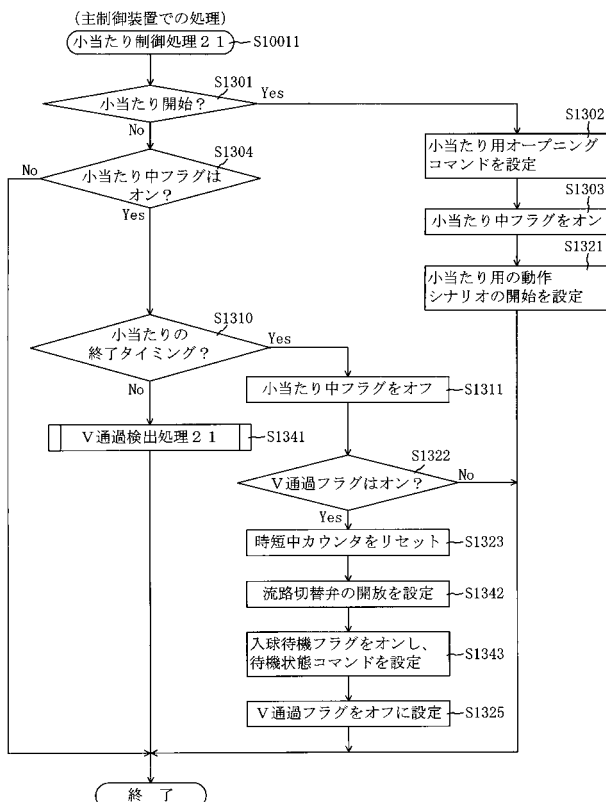 (主制御装置での処理)
小当たり制御処理２１
S10011
S1301
小当たり開始？
Yes
No
S1302
小当たり用オープニング
コマンドを設定
S1304
No
小当たり中フラグは
オン？
Yes
S1303
小当たり中フラグをオン
S1321
小当たり用の動作
シナリオの開始を設定
S1310
小当たりの
終了タイミング？
Yes
No
小当たり中フラグをオフ
S1311
Ｖ通過検出処理２１
S1341
S1322
Ｖ通過フラグはオン？
No
Yes
時短中カウンタをリセット
S1323
流路切替弁の開放を設定
S1342
入球待機フラグをオンし、
待機状態コマンドを設定
S1343
Ｖ通過フラグをオフに設定
S1325
終 了